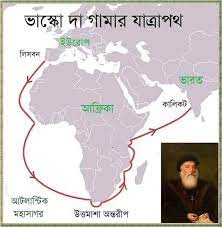 ভাস্কো দা গামার যাত্রাপথ
ইউরোপ
লিসবন
ভারত
আফ্রিকা
কালিকট
আটলান্টিক
মহাসাগর
উত্তমাশা অন্তরীপ